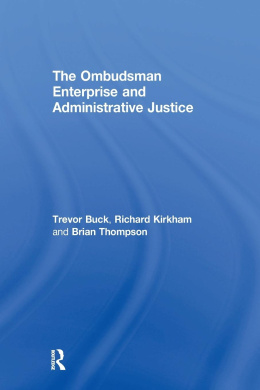 The Ombudsman
Enterprise and
Administrative Justice
Trevor Buck, Richard Kirkham
and Brian Thompson
ROUTLEDGE